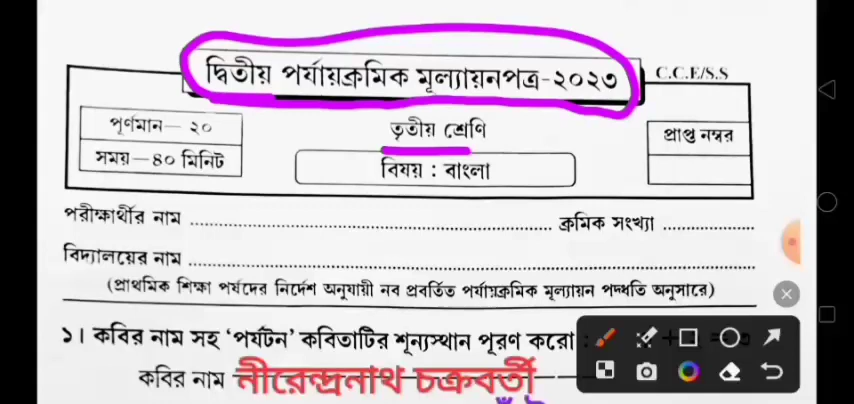 দ্বিতীয় পর্যায়ক্রমিক মূল্যায়নপত্র-২০২৩
C.C.E/S.S
পূর্ণমান— ২০
তৃতীয় শ্রেণি
প্রাপ্ত নম্বর
সময়—৪০ মিনিট
বিষয় : বাংলা
পরীক্ষার্থীর নাম ........................ ক্রমিক সংখ্যা ................
বিদ্যালয়ের নাম ........................
(প্রাথমিক শিক্ষা পর্ষদের নির্দেশ অনুযায়ী নব প্রবর্তিত পর্যায়ক্রমিক মূল্যায়ন পদ্ধতি অনুসারে)
১। কবির নাম সহ ‘পর্যটন’ কবিতাটির শূন্যস্থান পূরণ করো :
কবির নাম নীরেন্দ্রনাথ চক্রবর্তী